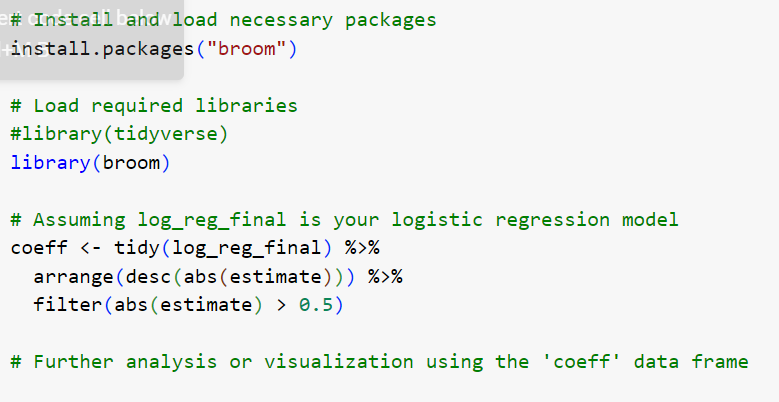 # Install and load necessary packages
install.packages("broom")
# Load required libraries
#library(tidyverse)
library(broom)
# Assuming log_reg_final is your logistic regression model
coeff <- tidy(log_reg_final) %>%
arrange(desc(abs(estimate))) %>%
filter(abs(estimate) > 0.5)
# Further analysis or visualization using the 'coeff' data frame